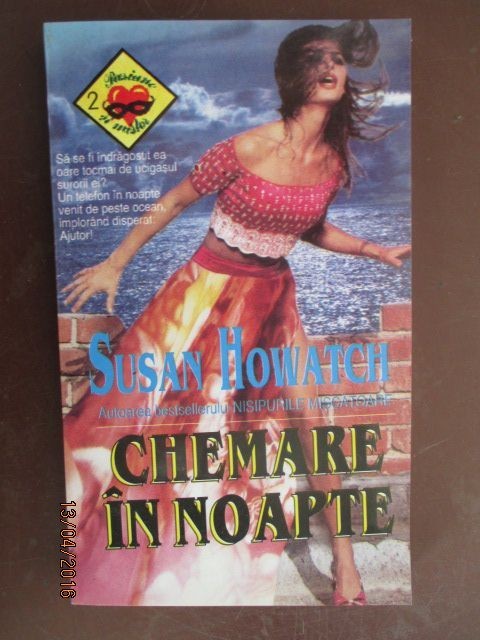 Pasiune
2
și mister
Să se fi îndrăgostit ea
oare tocmai de ucigașul
surorii ei?
Un telefon în noapte
venit de peste ocean,
implorând disperat:
Ajutor!
SUSAN HOWATCH
Autoarea bestsellerului NISIPURILE MIȘCĂTOARE
CHEMARE
ÎN NOAPTE
13/04/2016